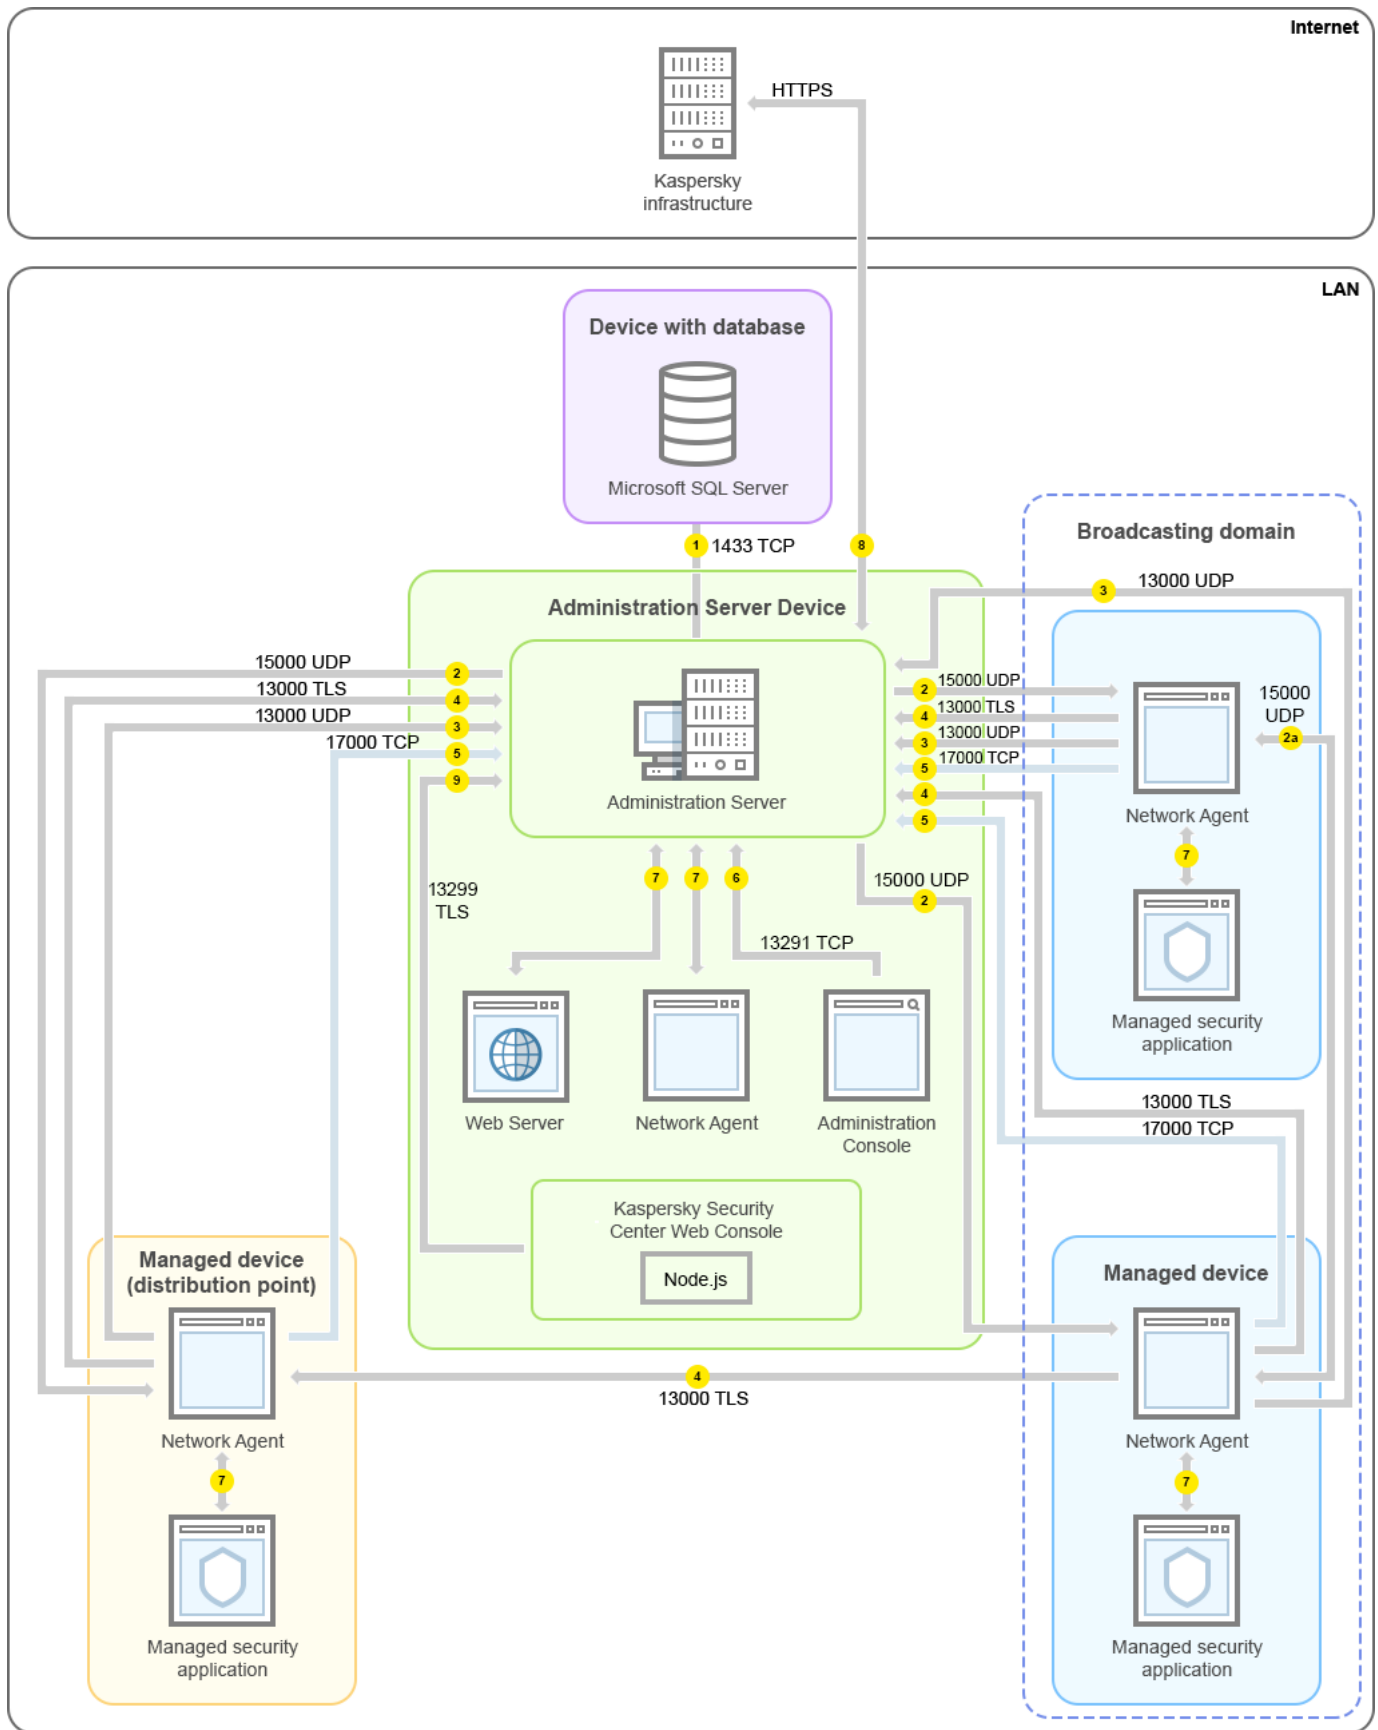 Internet
HTTPS
Kaspersky
infrastructure
LAN
Device with database
Microsoft SQL Server
1 1433 TCP
8
Broadcasting domain
13000 UDP
3
Administration Server Device
15000 UDP
2
13000 TLS
4
13000 UDP
3
17000 TCP
5
9
Administration Server
2
15000 UDP
4
13000 TLS
3
13000 UDP
5
17000 TCP
4
5
15000
UDP
2a
Network Agent
7
Managed security
application
7
7
6
15000 UDP
2
13299
TLS
13291 TCP
Web Server
Network Agent
Administration
Console
13000 TLS
17000 TCP
Kaspersky Security
Center Web Console
Node.js
Managed device
(distribution point)
Network Agent
7
Managed security
application
4
13000 TLS
Managed device
Network Agent
7
Managed security
application